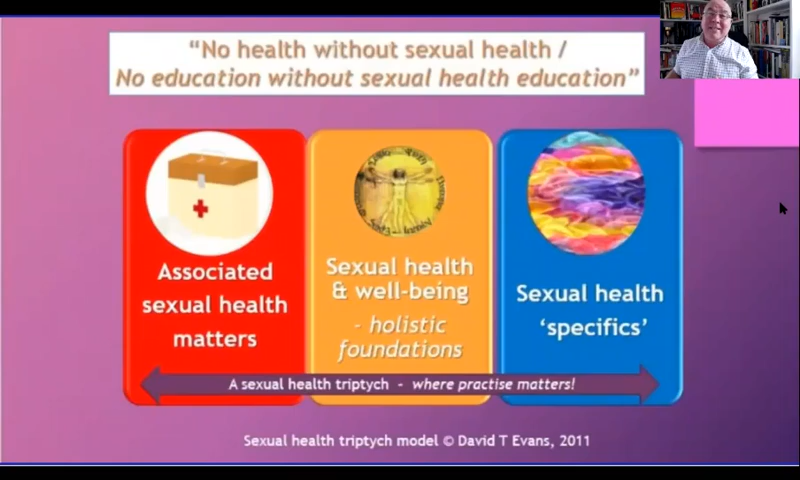 “No health without sexual health /
No education without sexual health education”
Associated
sexual health
matters
Sexual health
& well-being
- holistic
foundations
Sexual health
‘specifics’
A sexual health triptych - where practise matters!
Sexual health triptych model © David T Evans, 2011